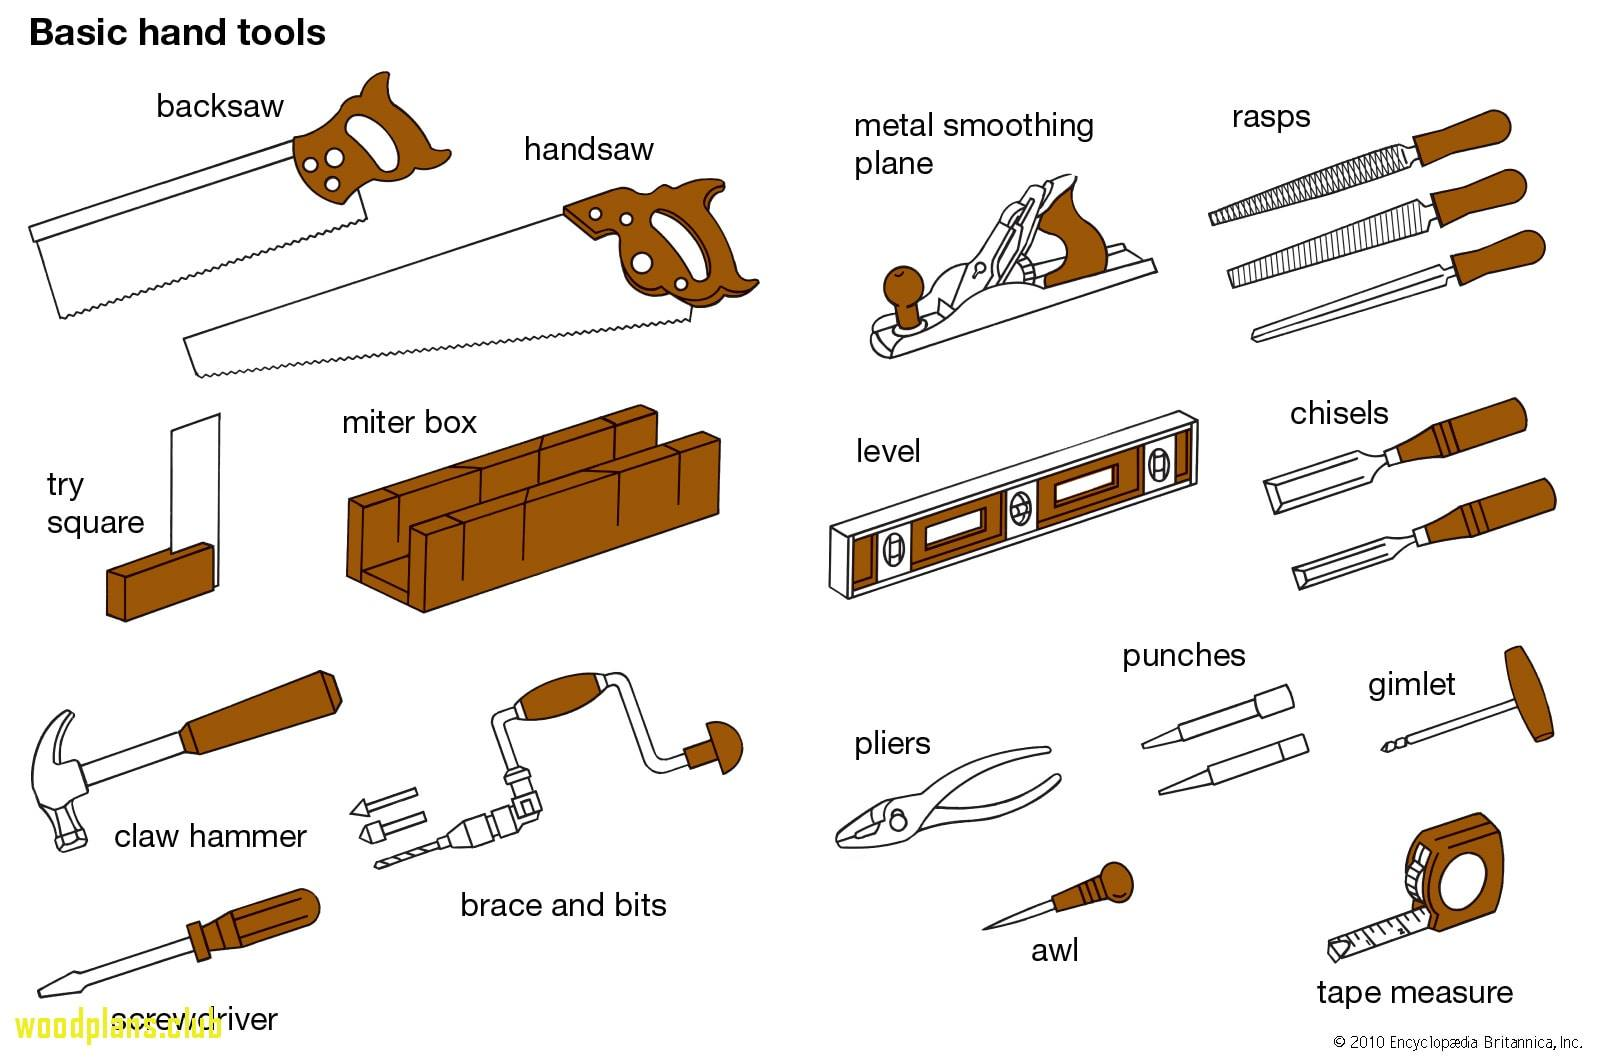 Basic hand tools
backsaw
handsaw
metal smoothing
plane
rasps
try
square
miter box
level
chisels
claw hammer
brace and bits
pliers
punches
gimlet
screwdriver
awl
tape measure
woodplans.club
© 2010 Encyclopædia Britannica, Inc.